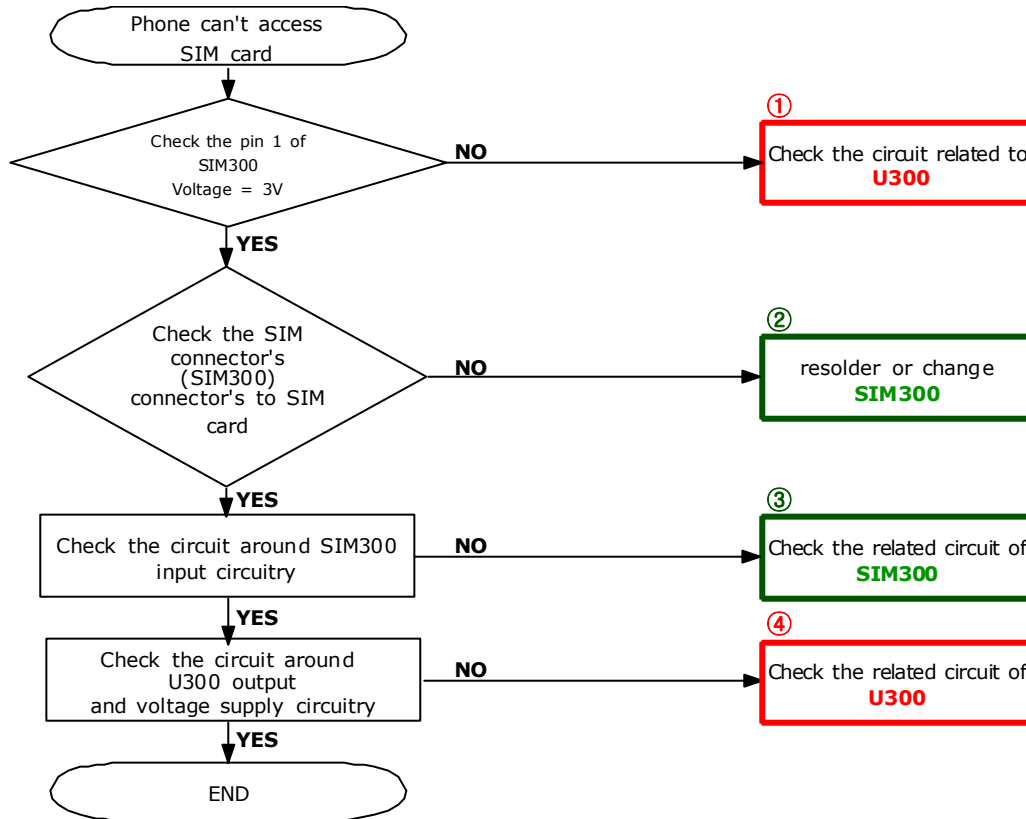 Phone can't access
SIM card
①
Check the pin 1 of
SIM300
Voltage = 3V
NO
Check the circuit related to
U300
YES
②
Check the SIM
connector's
(SIM300)
connector's to SIM
card
NO
resolder or change
SIM300
YES
③
Check the circuit around SIM300
input circuitry
NO
Check the related circuit of
SIM300
YES
④
Check the circuit around
U300 output
and voltage supply circuitry
NO
Check the related circuit of
U300
YES
END